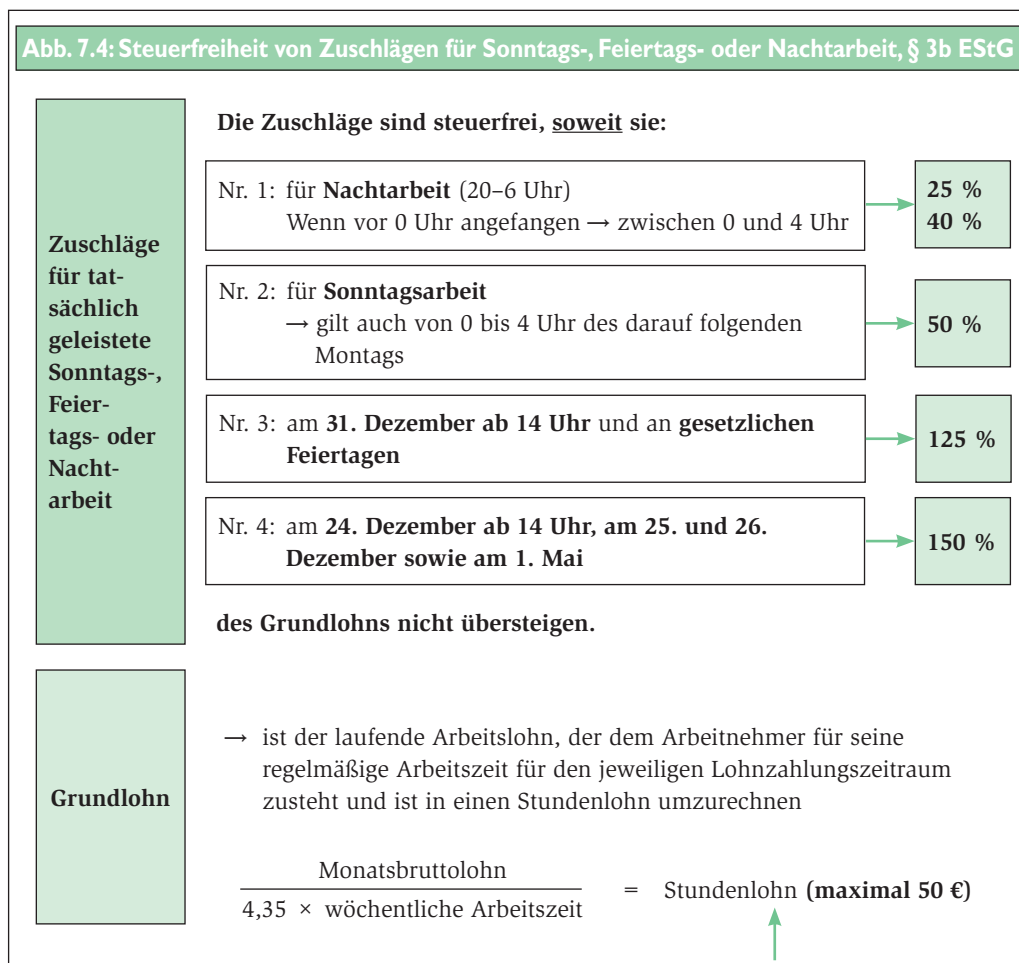 Abb. 7.4: Steuerfreiheit von Zuschlägen für Sonntags-, Feiertags- oder Nachtarbeit, § 3b EStG
Zuschläge
für tat-
sächlich
geleistete
Sonntags-,
Feier-
tags- oder
Nacht-
arbeit
Die Zuschläge sind steuerfrei, soweit sie:
Nr. 1: für Nachtarbeit (20–6 Uhr)
Wenn vor 0 Uhr angefangen → zwischen 0 und 4 Uhr
25 %
40 %
Nr. 2: für Sonntagsarbeit
→ gilt auch von 0 bis 4 Uhr des darauf folgenden
Montags
50 %
Nr. 3: am 31. Dezember ab 14 Uhr und an gesetzlichen
Feiertagen
125 %
Nr. 4: am 24. Dezember ab 14 Uhr, am 25. und 26.
Dezember sowie am 1. Mai
150 %
des Grundlohns nicht übersteigen.
Grundlohn
→ ist der laufende Arbeitslohn, der dem Arbeitnehmer für seine
regelmäßige Arbeitszeit für den jeweiligen Lohnzahlungszeitraum
zusteht und ist in einen Stundenlohn umzurechnen
Monatsbruttolohn
4,35 × wöchentliche Arbeitszeit = Stundenlohn (maximal 50 €)